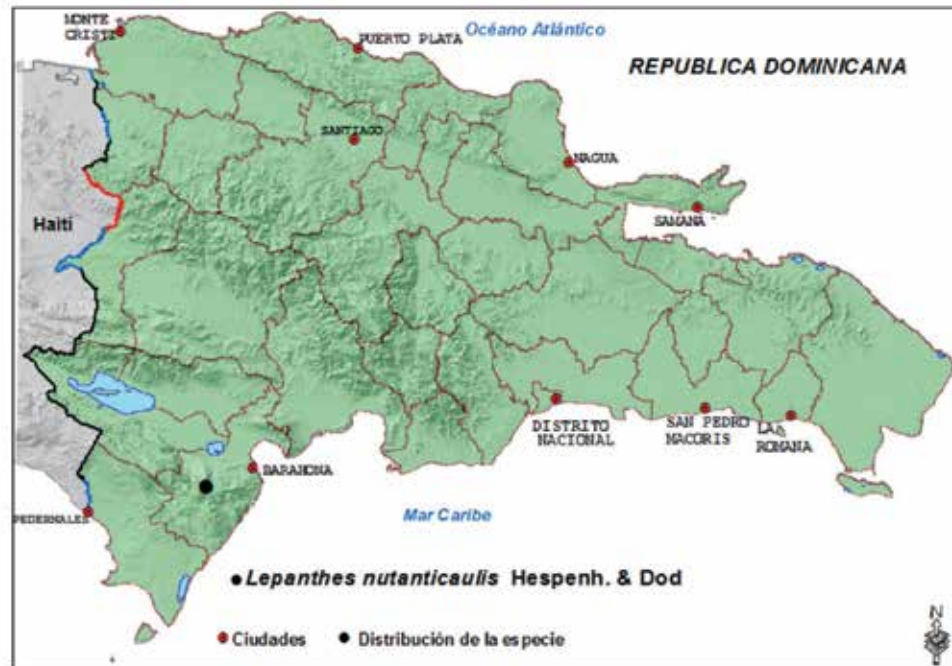 MONTE
CRISTI
PUERTO PLATA
Océano Atlántico
REPUBLICA DOMINICANA
SANTIAGO
NAGUA
SAMANA
Haití
DISTRITO
NACIONAL
SAN PEDRO
MACORIS
LA
ROMANA
BARAHONA
PEDERNALES
Mar Caribe
Lepanthes nutanticaulis Hespenh. & Dod
Ciudades
Distribución de la especie
N